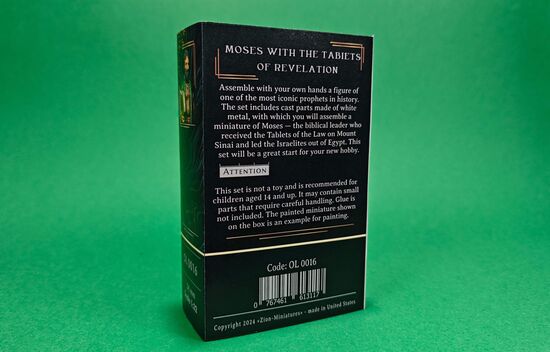 MOSES WITH THE TABLETS
OF REVELATION
Assemble with your own hands a figure of
one of the most iconic prophets in history.
The set includes cast parts made of white
metal, with which you will assemble a
miniature of Moses — the biblical leader who
received the Tablets of the Law on Mount
Sinai and led the Israelites out of Egypt. This
set will be a great start for your new hobby.
ATTENTION
This set is not a toy and is recommended for
children aged 14 and up. It may contain small
parts that require careful handling. Glue is
not included. The painted miniature shown
on the box is an example for painting.
Code: OL 0016
0 767461 613117
Copyright 2024 «Zion-Miniatures» - made in United States
OL 0016